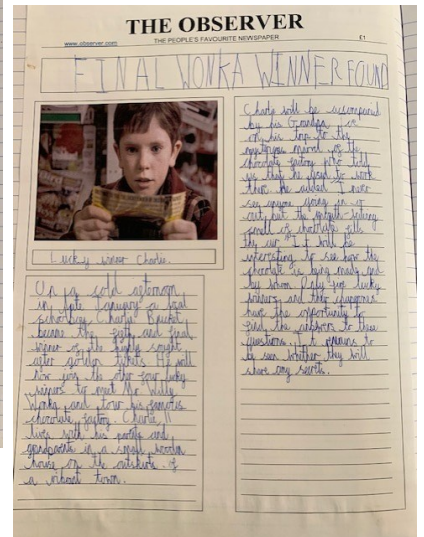 THE OBSERVER
www.observer.com
THE PEOPLE'S FAVOURITE NEWSPAPER
£1
FINAL WONKA WINNER FOUND
Lucky winner Charlie.
On a cold afternoon
in late January a local
schoolboy Charlie Bucket
became the fifth and final
winner of the highly sought
after golden tickets. He will
now join the other four lucky
winners to meet Mr. Willy
Wonka and tour his famous
chocolate factory. Charlie
lives with his parents and
grandparents in a small wooden
house on the outskirts of
a vibrant town.
Charlie will be accompanied
by his Grandpa
on his trip to the
mysterious marvel of the
chocolate factory who told
us that he used to work
there. He added I never
see anyone going in or
out but the mouth-
smell of chocolate fills
the air". It will be
interesting to see how the
chocolate is being made and
by whom. Only five lucky
winners and their
have the opportunity to
find the answers to these
questions. It remains to
be seen whether they will
share any secrets.